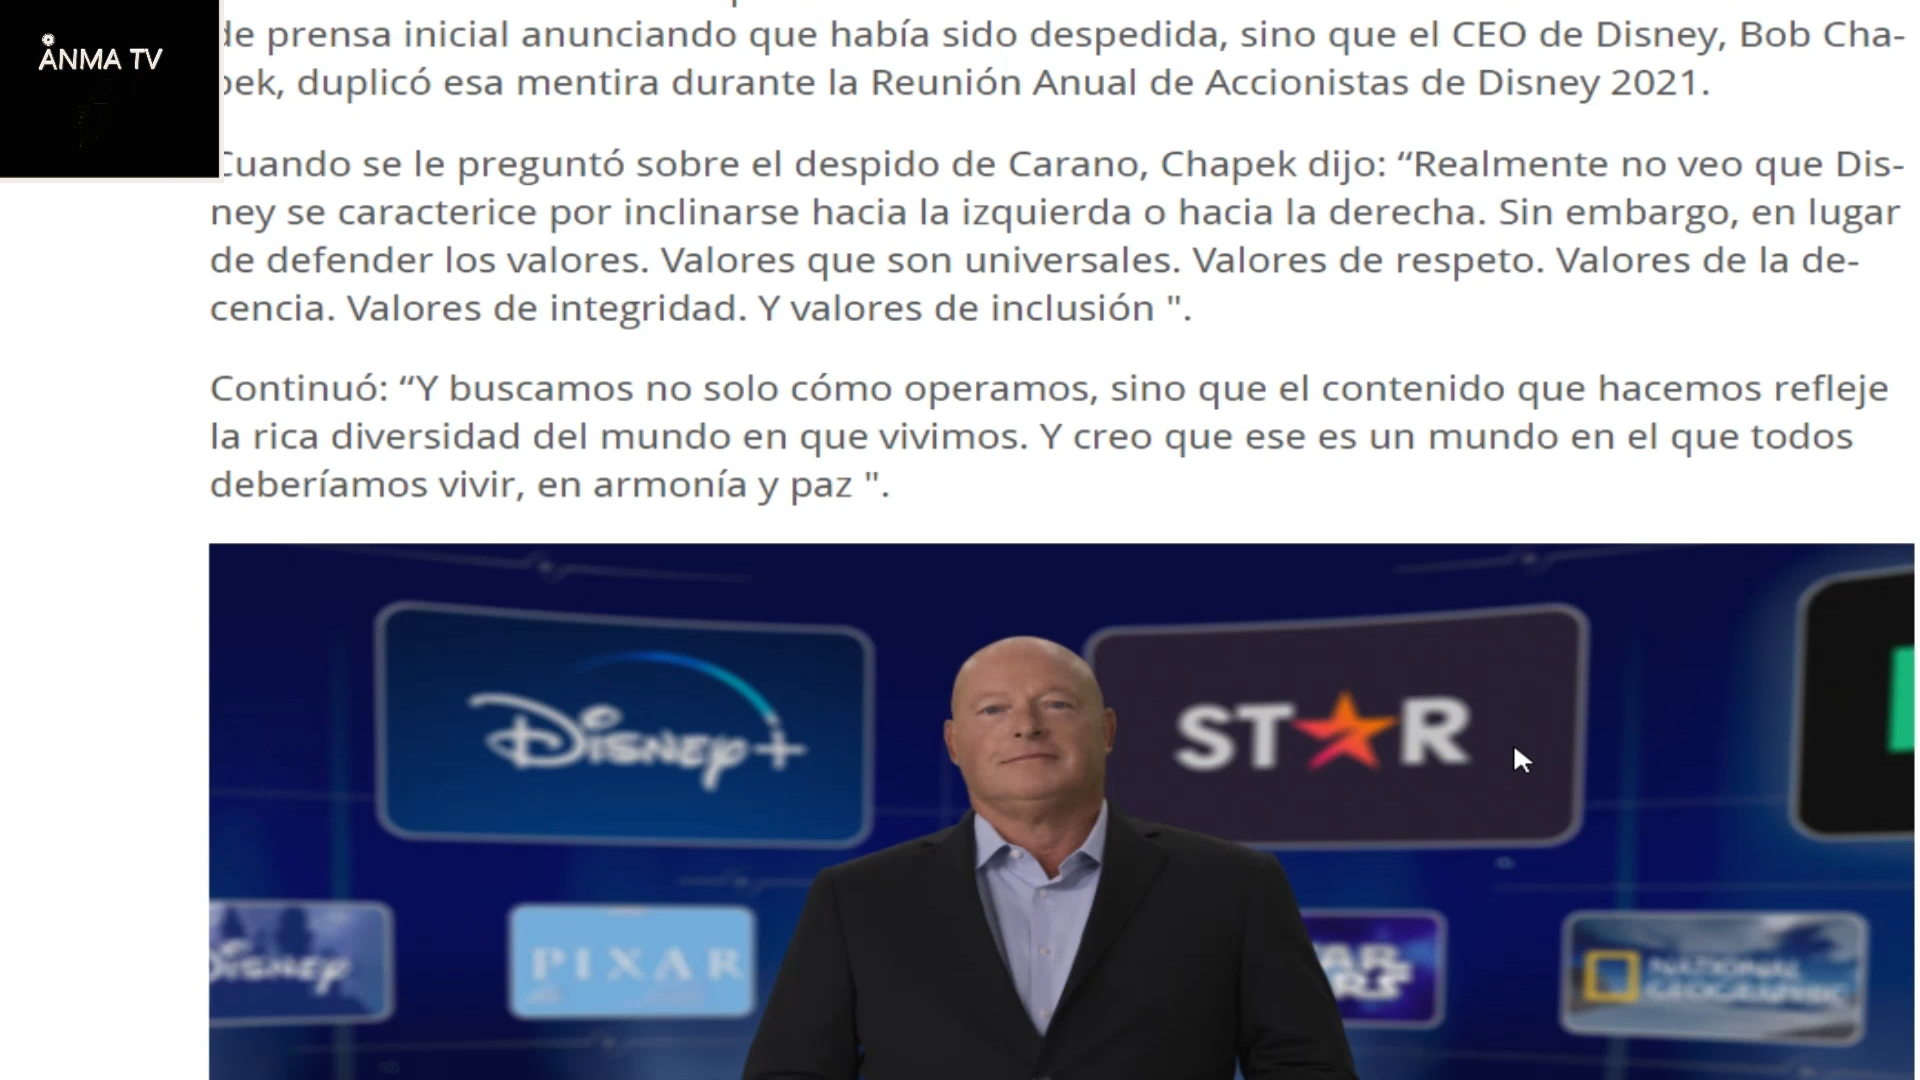 ANMA TV
de prensa inicial anunciando que había sido despedida, sino que el CEO de Disney, Bob Cha-
pek, duplicó esa mentira durante la Reunión Anual de Accionistas de Disney 2021.
Cuando se le preguntó sobre el despido de Carano, Chapek dijo: “Realmente no veo que Dis-
ney se caracterice por inclinarse hacia la izquierda o hacia la derecha. Sin embargo, en lugar
de defender los valores. Valores que son universales. Valores de respeto. Valores de la de-
cencia. Valores de integridad. Y valores de inclusión ".
Continuó: “Y buscamos no solo cómo operamos, sino que el contenido que hacemos refleje
la rica diversidad del mundo en que vivimos. Y creo que ese es un mundo en el que todos
deberíamos vivir, en armonía y paz ".
Disney+
STAR
Disney
PIXAR
NATIONAL
GEOGRAPHIC